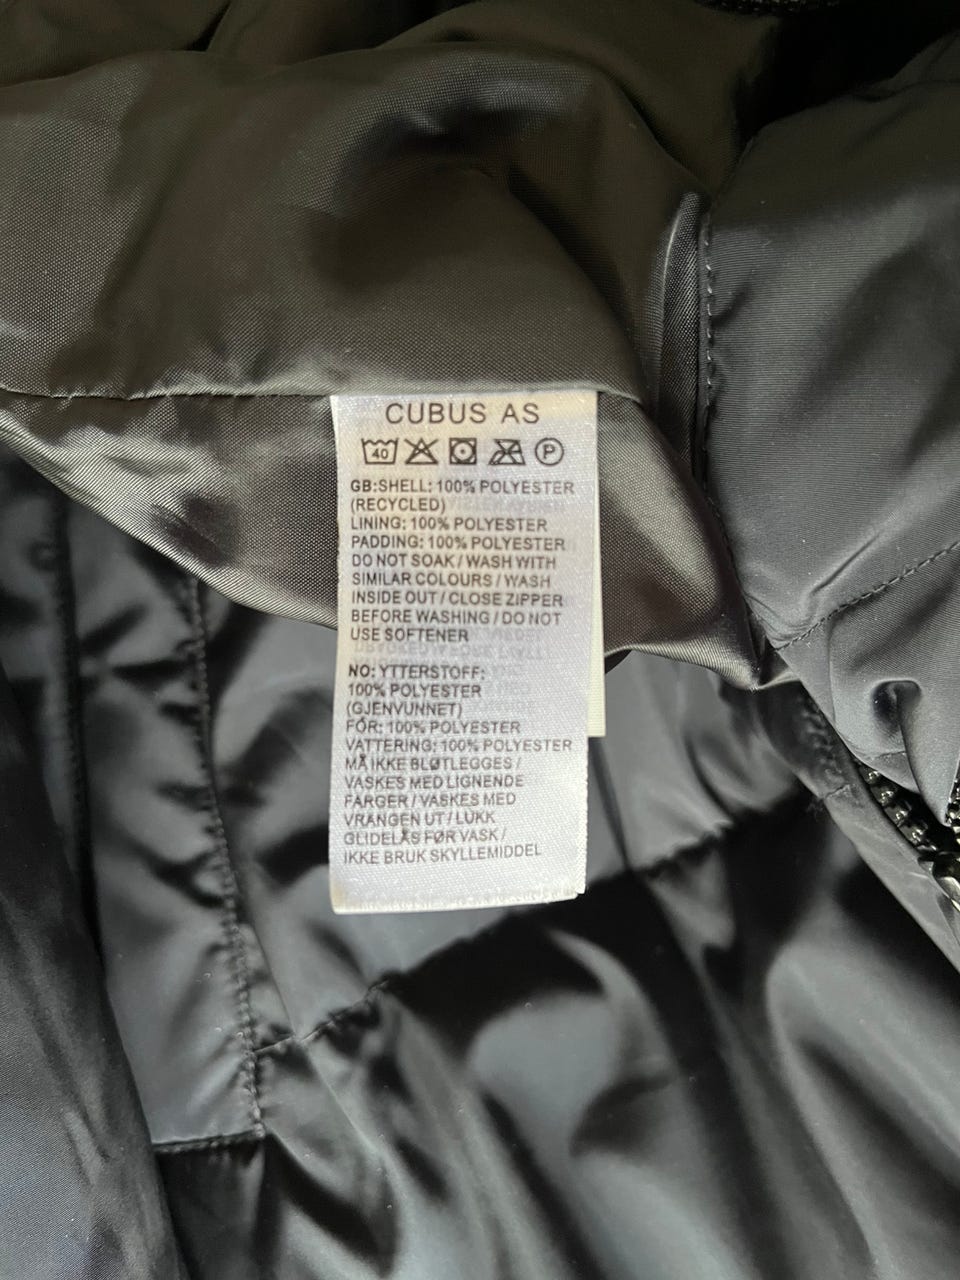 CUBUS AS
40 P
GB:SHELL: 100% POLYESTER
(RECYCLED)
LINING: 100% POLYESTER
PADDING: 100% POLYESTER
DO NOT SOAK / WASH WITH
SIMILAR COLOURS / WASH
INSIDE OUT / CLOSE ZIPPER
BEFORE WASHING / DO NOT
USE SOFTENER
NO: YTTERSTOFF:
100% POLYESTER
(GJENVUNNET)
FÔR: 100% POLYESTER
VATTERING: 100% POLYESTER
MÅ IKKE BLØTLEGGES /
VASKES MED LIGNENDE
FARGER / VASKES MED
VRANGEN UT / LUKK
GLIDELÅS FØR VASK /
IKKE BRUK SKYLLEMIDDEL